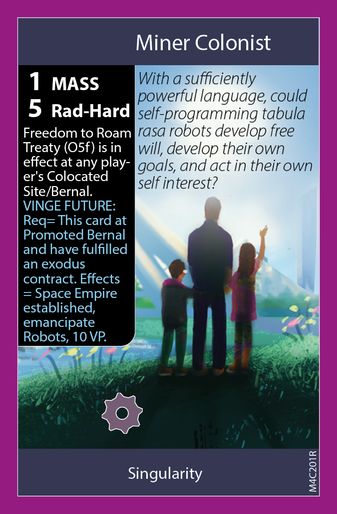 Miner Colonist
1 MASS
5 Rad-Hard
Freedom to Roam
Treaty (O5f) is in
effect at any play-
er's Colocated
Site/Bernal.
VINGE FUTURE:
Req= This card at
Promoted Bernal
and have fulfilled
an exodus
contract. Effects
= Space Empire
established,
emancipate
Robots, 10 VP.
With a sufficiently
powerful language, could
self-programming tabula
rasa robots develop free
will, develop their own
goals, and act in their own
self interest?
Singularity
M4C201R